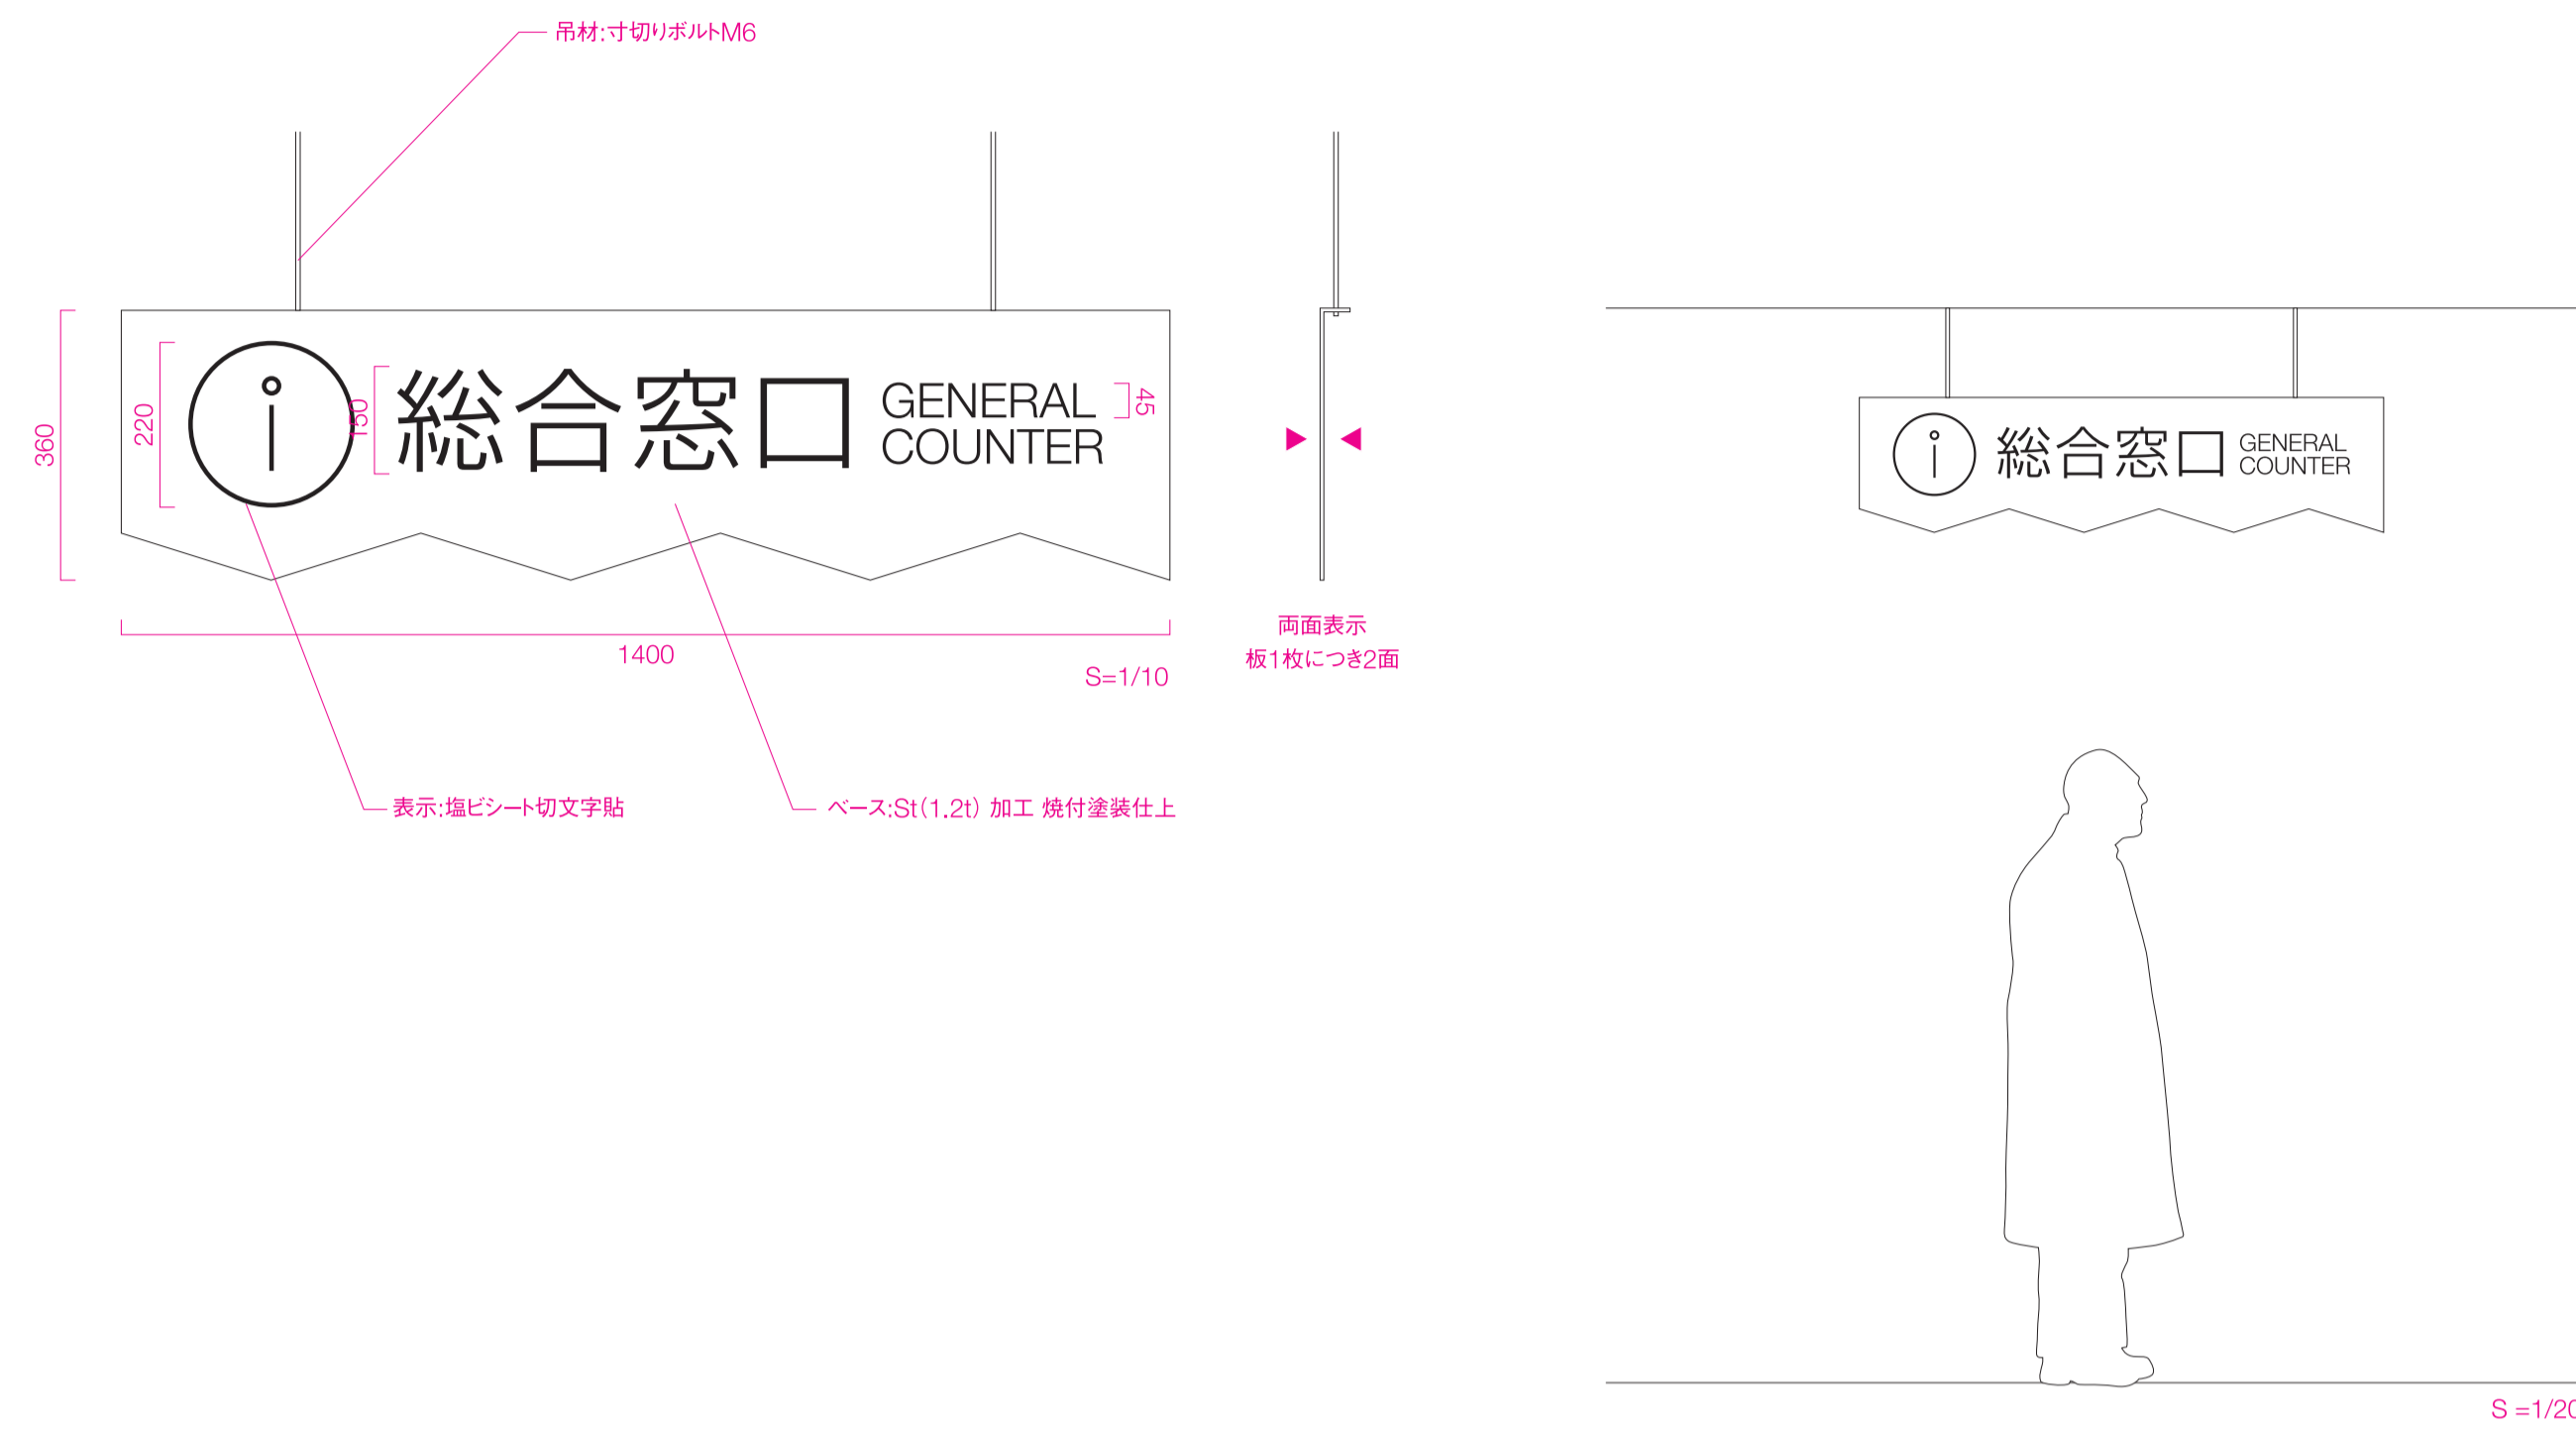 吊材:寸切りボルトM6
360
220
i
150
総合窓口
GENERAL
COUNTER
45
1400
S=1/10
両面表示
板1枚につき2面
表示:塩ビシート切文字貼
ベース:St(1.2t) 加工 焼付塗装仕上
i
総合窓口
GENERAL
COUNTER
S =1/20